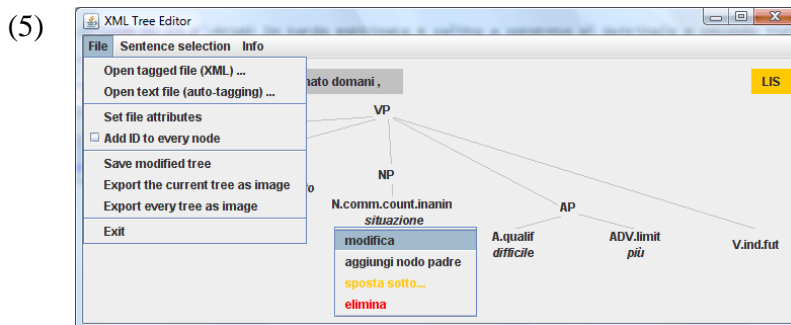 (5)
XML Tree Editor
File Sentence selection Info
Open tagged file (XML) ...
Open text file (auto-tagging) ...
Set file attributes
Add ID to every node
Save modified tree
Export the current tree as image
Export every tree as image
Exit
nato domani ,
LIS
VP
NP
N.comm.count.inanin
situazione
modifica
aggiungi nodo padre
sposta sotto...
elimina
AP
A.qualif
difficile
ADV.limit
più
V.ind.fut